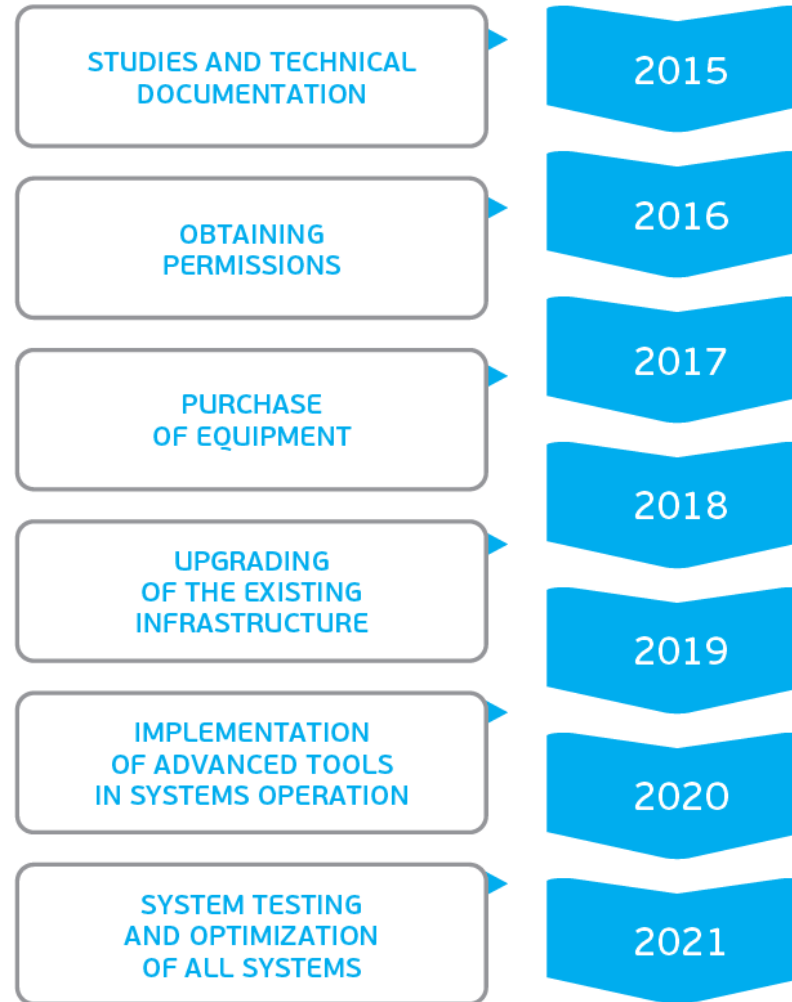 STUDIES AND TECHNICAL
DOCUMENTATION
2015
OBTAINING
PERMISSIONS
2016
PURCHASE
OF EQUIPMENT
2017
UPGRADING
OF THE EXISTING
INFRASTRUCTURE
2018
2019
IMPLEMENTATION
OF ADVANCED TOOLS
IN SYSTEMS OPERATION
2020
SYSTEM TESTING
AND OPTIMIZATION
OF ALL SYSTEMS
2021